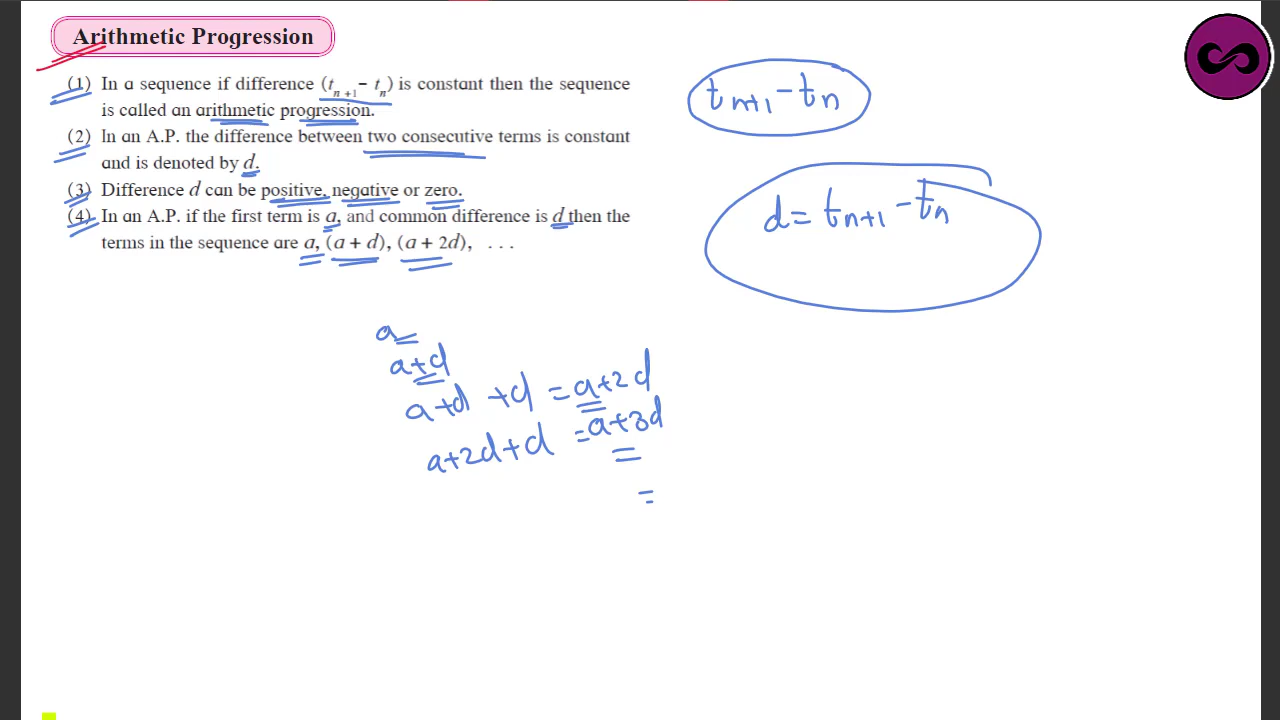 Arithmetic Progression
(1) In a sequence if difference (tₙ₊₁ − tₙ) is constant then the sequence
is called an arithmetic progression.
(2) In an A.P. the difference between two consecutive terms is constant
and is denoted by d.
(3) Difference d can be positive, negative or zero.
(4) In an A.P. if the first term is a, and common difference is d then the
terms in the sequence are a, (a + d), (a + 2d), . . .
tₙ₊₁ − tₙ
d = tₙ₊₁ − tₙ
a
a+d
a+d +d = a+2d
a+2d+d = a+3d
=